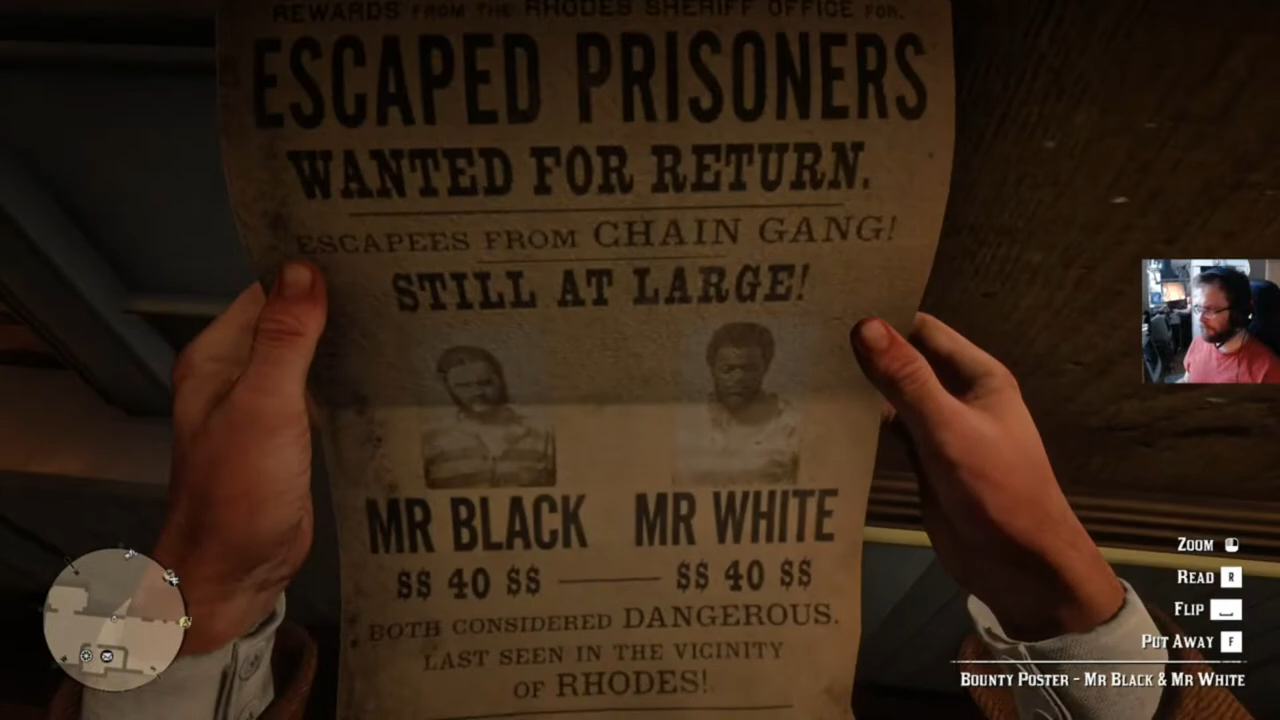 REWARDS FROM THE RHODES SHERIFF OFFICE FOR.
ESCAPED PRISONERS
WANTED FOR RETURN.
ESCAPEES FROM CHAIN GANG!
STILL AT LARGE!
MR BLACK MR WHITE
$$ 40 $$ $$ 40 $$
BOTH CONSIDERED DANGEROUS.
LAST SEEN IN THE VICINITY
OF RHODES!
ZOOM
READ R
FLIP
PUT AWAY F
BOUNTY POSTER - MR BLACK & MR WHITE